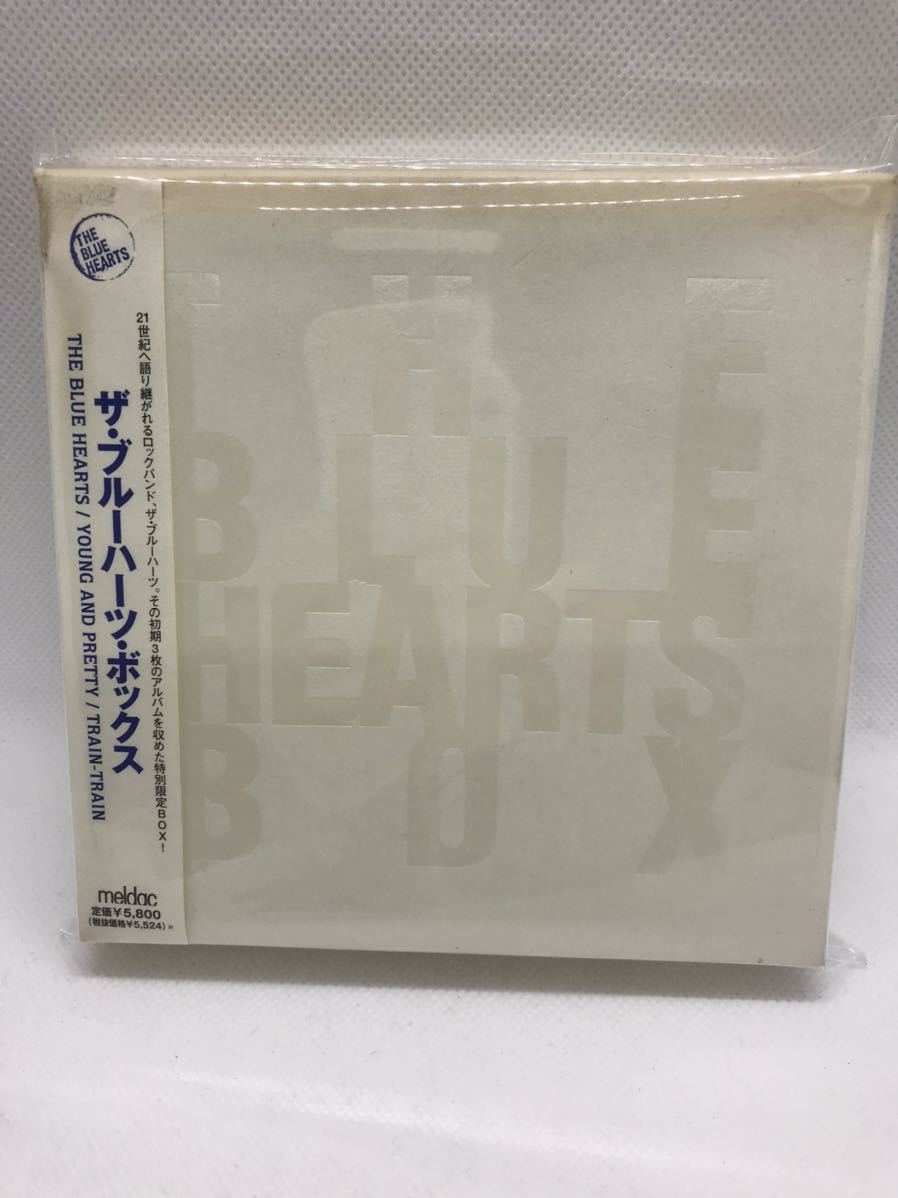 THE
BLUE
HEARTS
21世紀へ語り継がれるロックバンド、ザ・ブルーハーツ。その初期3枚のアルバムを収めた特別限定BOX!
ザ・ブルーハーツ・ボックス
THE BLUE HEARTS / YOUNG AND PRETTY / TRAIN-TRAIN
meldac
定価¥5,800
(税抜価格¥5,524)*
THE
BLUE
HEARTS
BOX